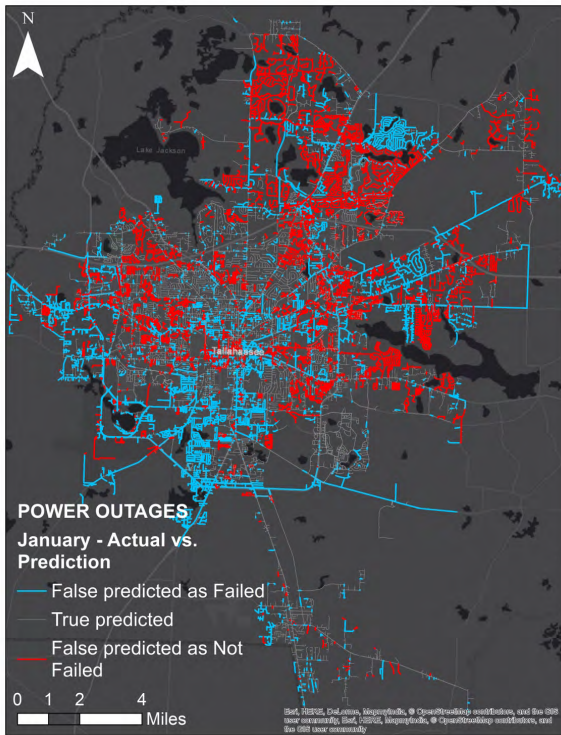 N
Lake Jackson
Tallahassee
POWER OUTAGES
January - Actual vs.
Prediction
False predicted as Failed
True predicted
False predicted as Not
Failed
0 2 4
Miles
Esri, HERE, DeLorme, MapmyIndia, © OpenStreetMap contributors, and the GIS
user community, Esri, HERE, MapmyIndia, © OpenStreetMap contributors, and
the GIS user community